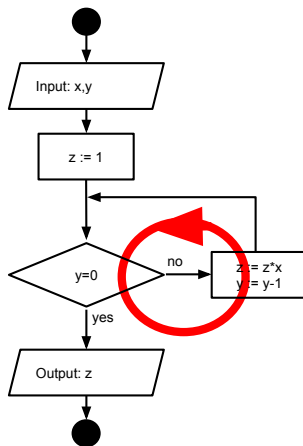 Input: x,y
z := 1
y=0
no
z := z*x
y := y-1
yes
Output: z